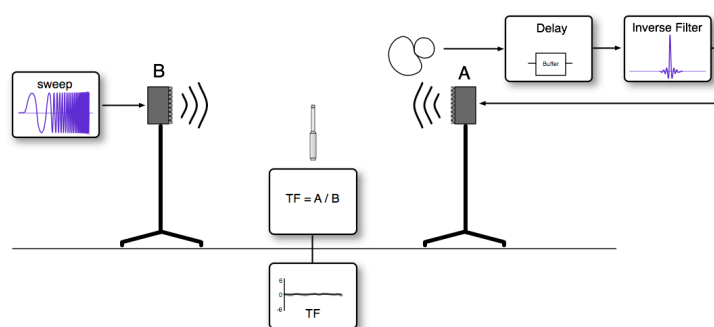 Delay
Inverse Filter
Buffer
sweep
B
A
TF = A / B
6
0
-6
TF